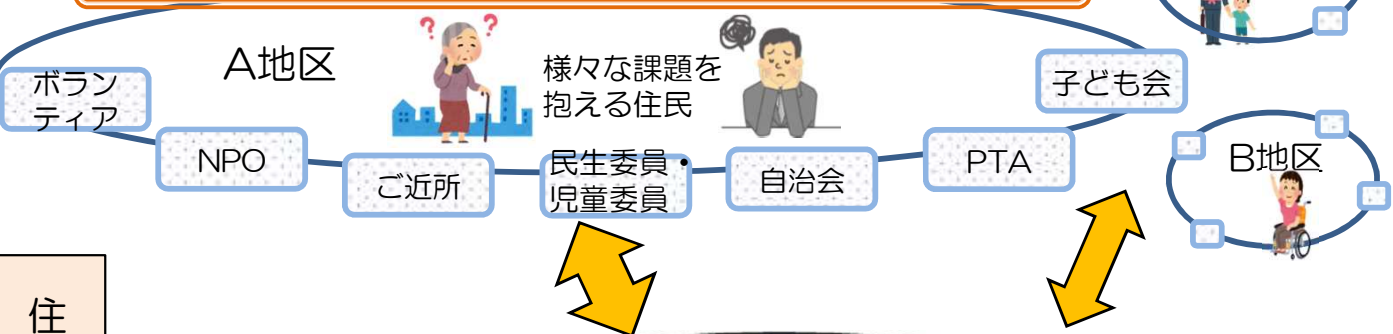 A地区
様々な課題を
抱える住民
ボラン
ティア
NPO
ご近所
民生委員・
児童委員
自治会
PTA
子ども会
B地区
住